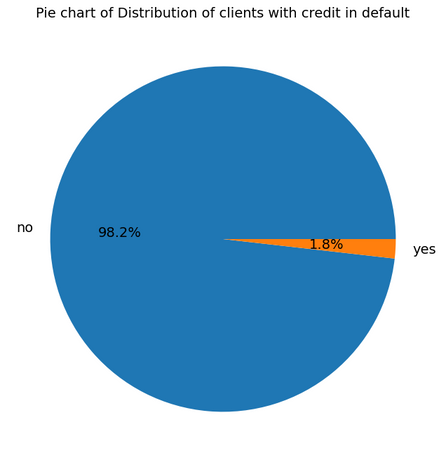 Pie chart of Distribution of clients with credit in default
no
98.2%
1.8%
yes